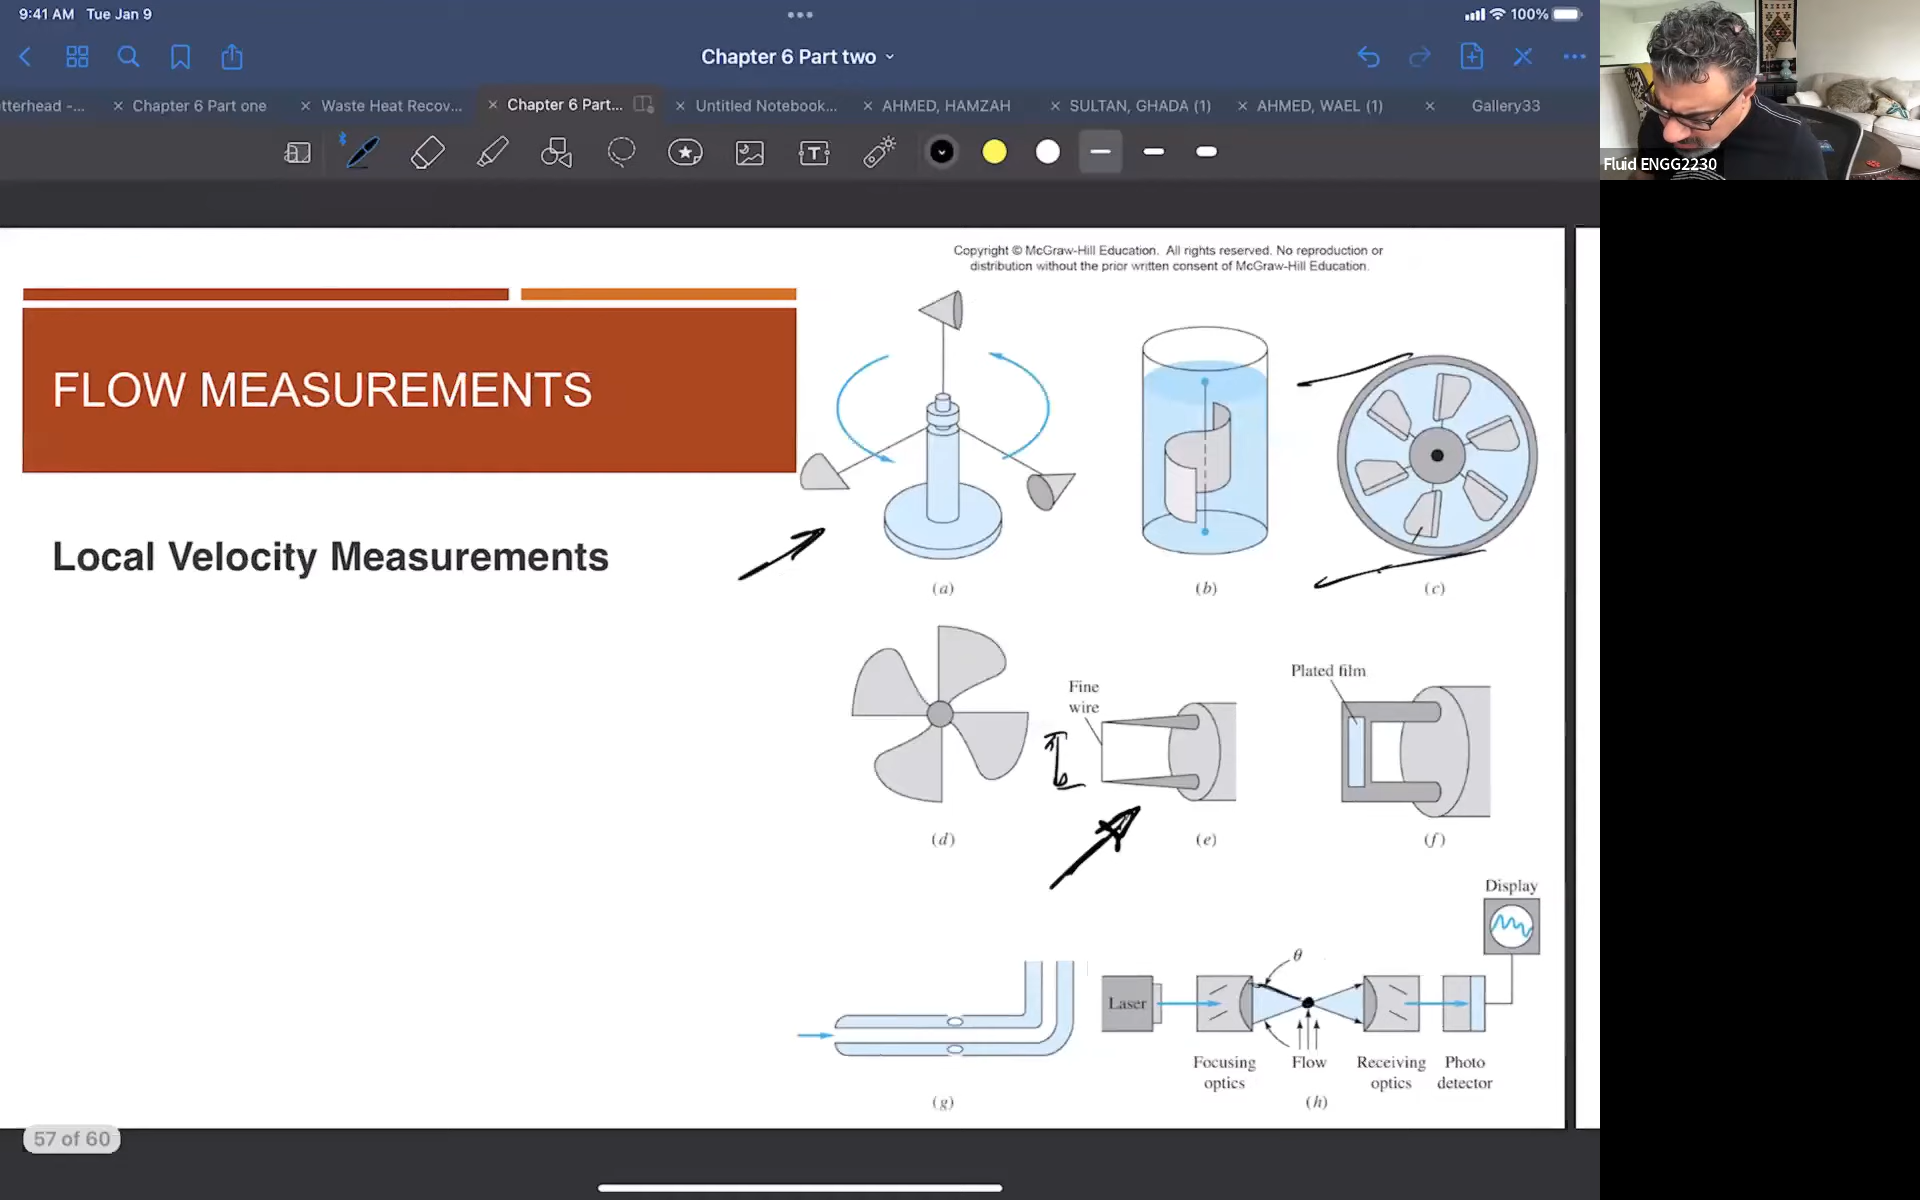 9:41 AM Tue Jan 9
100%
Chapter 6 Part two
tterhead -...
Chapter 6 Part one
Waste Heat Recov...
Chapter 6 Part...
Untitled Notebook...
AHMED, HAMZAH
SULTAN, GHADA (1)
AHMED, WAEL (1)
Gallery33
Fluid ENGG2230
Copyright © McGraw-Hill Education. All rights reserved. No reproduction or
distribution without the prior written consent of McGraw-Hill Education.
FLOW MEASUREMENTS
Local Velocity Measurements
(a)
(b)
(c)
Fine
wire
Plated film
(d)
(e)
(f)
Display
θ
Laser
Focusing
optics
Flow
Receiving
optics
Photo
detector
(g)
(h)
57 of 60